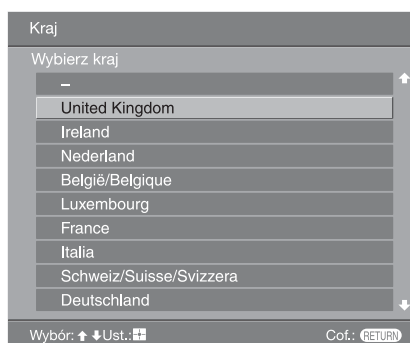 Kraj
Wybierz kraj
–
United Kingdom
Ireland
Nederland
België/Belgique
Luxembourg
France
Italia
Schweiz/Suisse/Svizzera
Deutschland
Wybór: ↑ ↓ Ust.: Cof.: RETURN